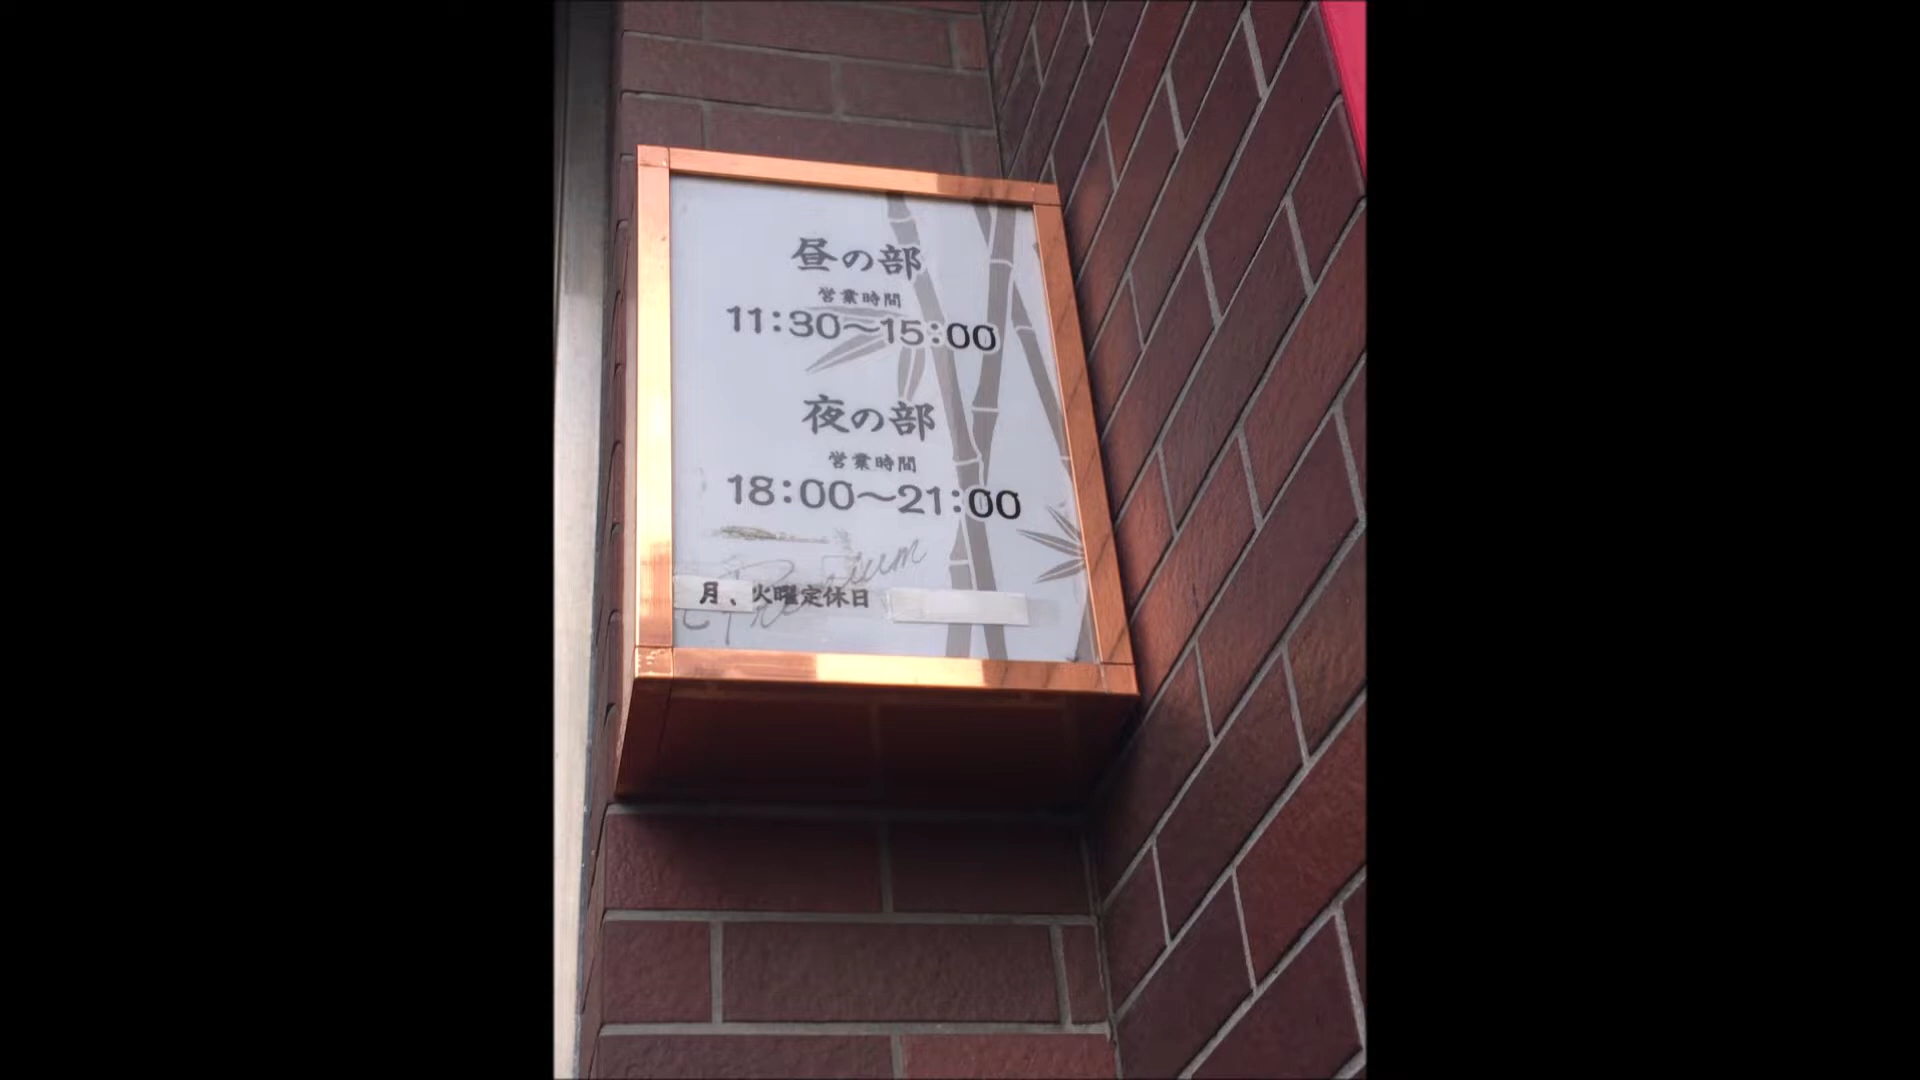 昼の部
営業時間
11:30～15:00
夜の部
営業時間
18:00～21:00
月、火曜定休日